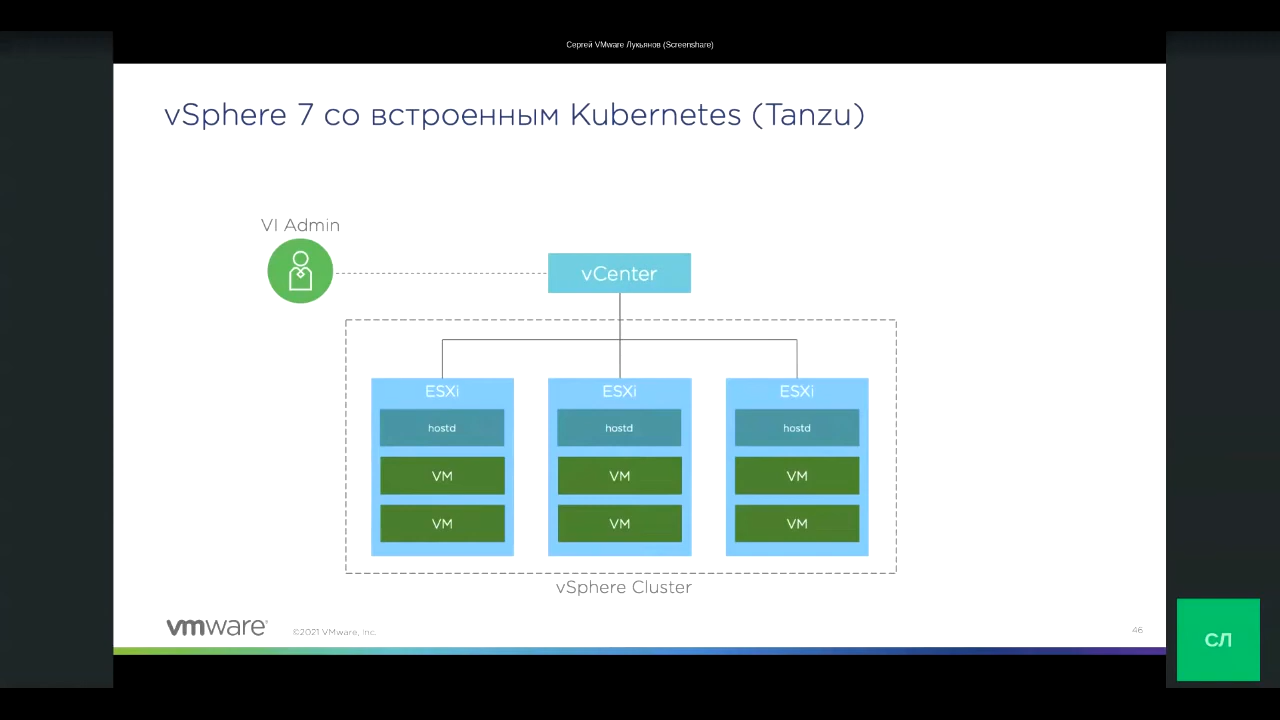 Сергей VMware Лукьянов (Screenshare)
vSphere 7 со встроенным Kubernetes (Tanzu)
VI Admin
vCenter
ESXi ESXi ESXi
hostd hostd hostd
VM VM VM
VM VM VM
vSphere Cluster
vmware® ©2021 VMware, Inc. 46
СЛ